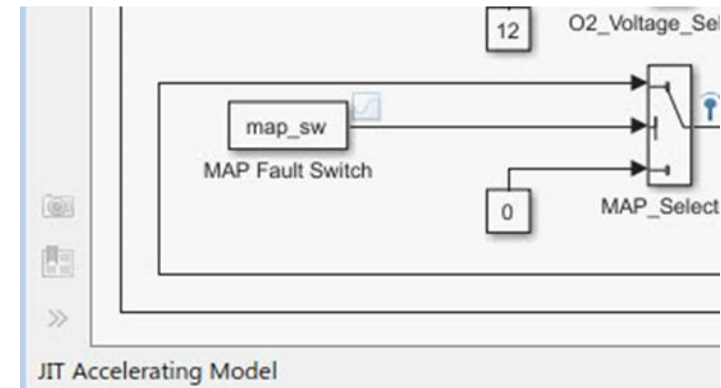 12
O2_Voltage_Sel
map_sw
MAP Fault Switch
0
MAP_Select
JIT Accelerating Model